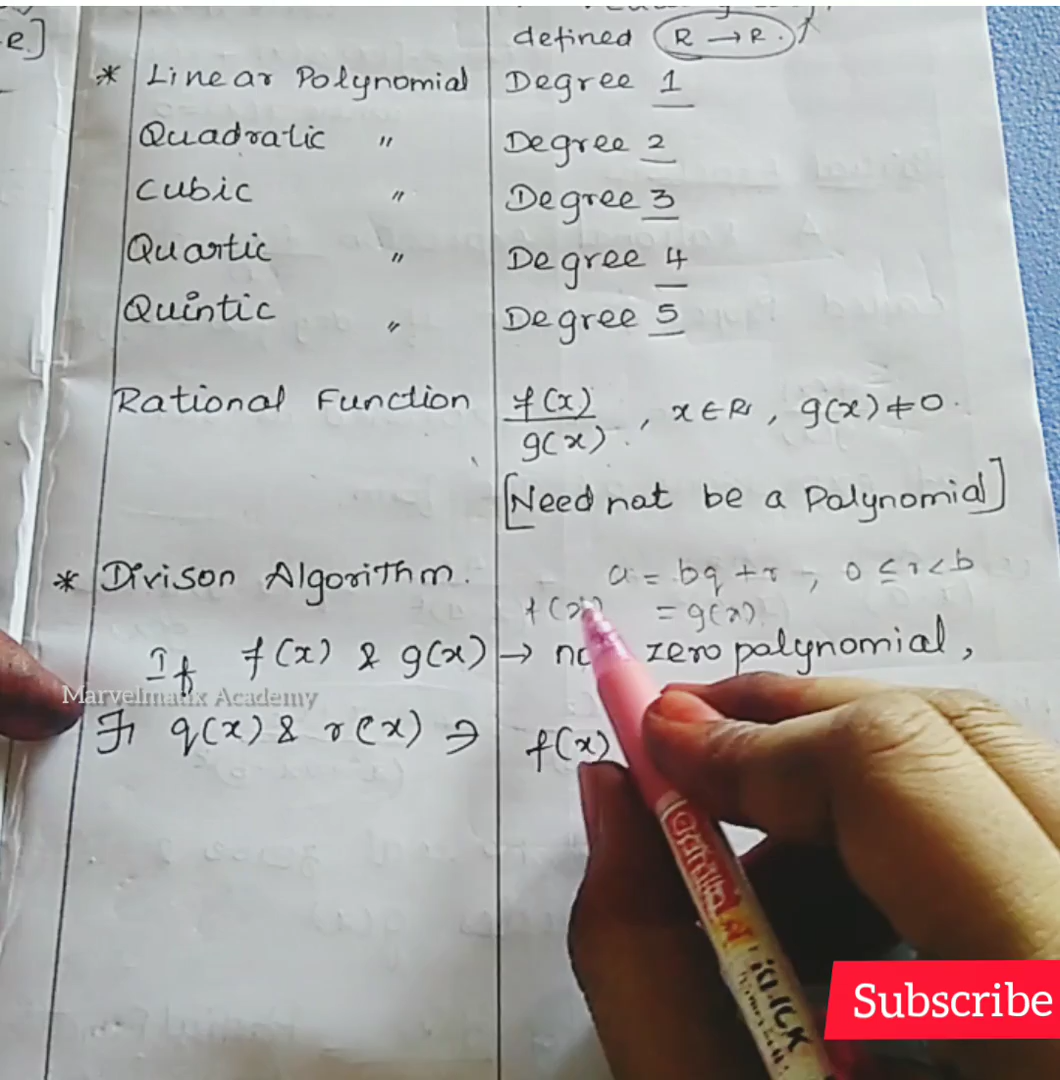 e.]
defined R → R.
* Linear Polynomial Degree 1
Quadratic " Degree 2
Cubic " Degree 3
Quartic " Degree 4
Quintic " Degree 5
Rational Function f(x)/g(x), x ∈ R, g(x) ≠ 0.
[Need not be a Polynomial]
* Divison Algorithm. a = bq + r, 0 ≤ r < b
f(x) = g(x)
If f(x) & g(x) → zero polynomial,
Marvelmatix Academy
∃ q(x) & r(x) ∋ f(x)
iKLICK
Subscribe